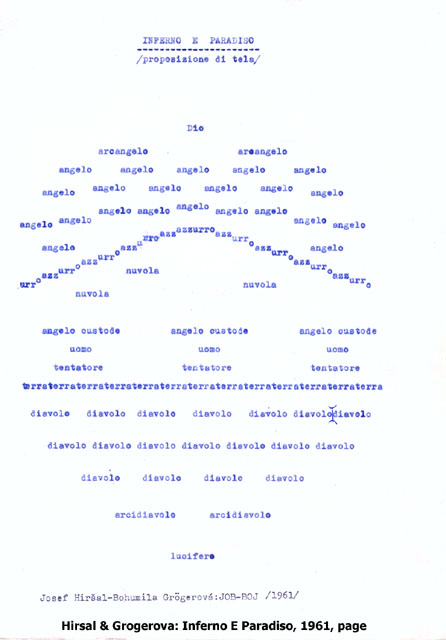 INFERNO E PARADISO
----------------------
/proposizione di tela/
Dio
arcangelo arcangelo
angelo angelo angelo angelo angelo
angelo angelo angelo angelo angelo angelo
angelo angelo angelo angelo angelo
angelo angelo angelo angelo
urro azzurro azzurro azzurro azzazzurro azzurro azzurro azzurro azzurro
angelo angelo
nuvola
nuvola
nuvola
angelo custode angelo custode angelo custode
uomo uomo uomo
tentatore tentatore tentatore
terraterraterraterraterraterraterraterraterraterraterraterraterra
diavolo diavolo diavolo diavolo diavolo diavolo diavolo
diavolo diavolo diavolo diavolo diavolo diavolo diavolo
diavolo diavolo diavolo diavolo
arcidiavolo arcidiavolo
lucifero
Josef Hiršal-Bohumila Grögerová:JOB-BOJ /1961/
Hirsal & Grogerova: Inferno E Paradiso, 1961, page